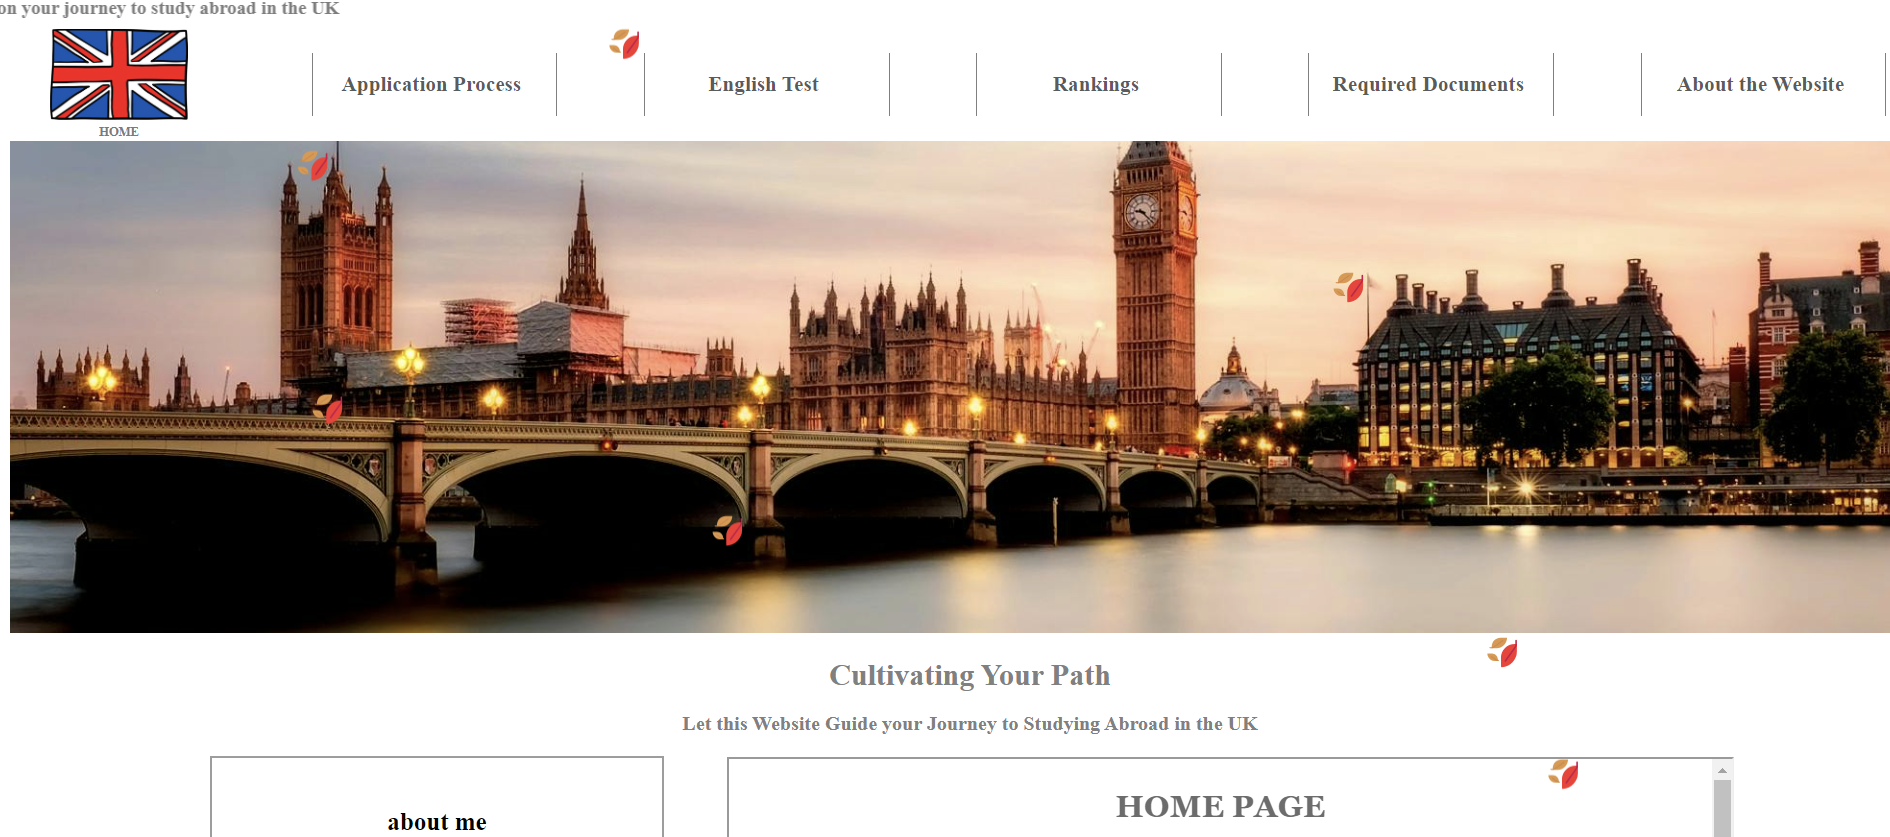 on your journey to study abroad in the UK
HOME
Application Process
English Test
Rankings
Required Documents
About the Website
Cultivating Your Path
Let this Website Guide your Journey to Studying Abroad in the UK
about me
HOME PAGE